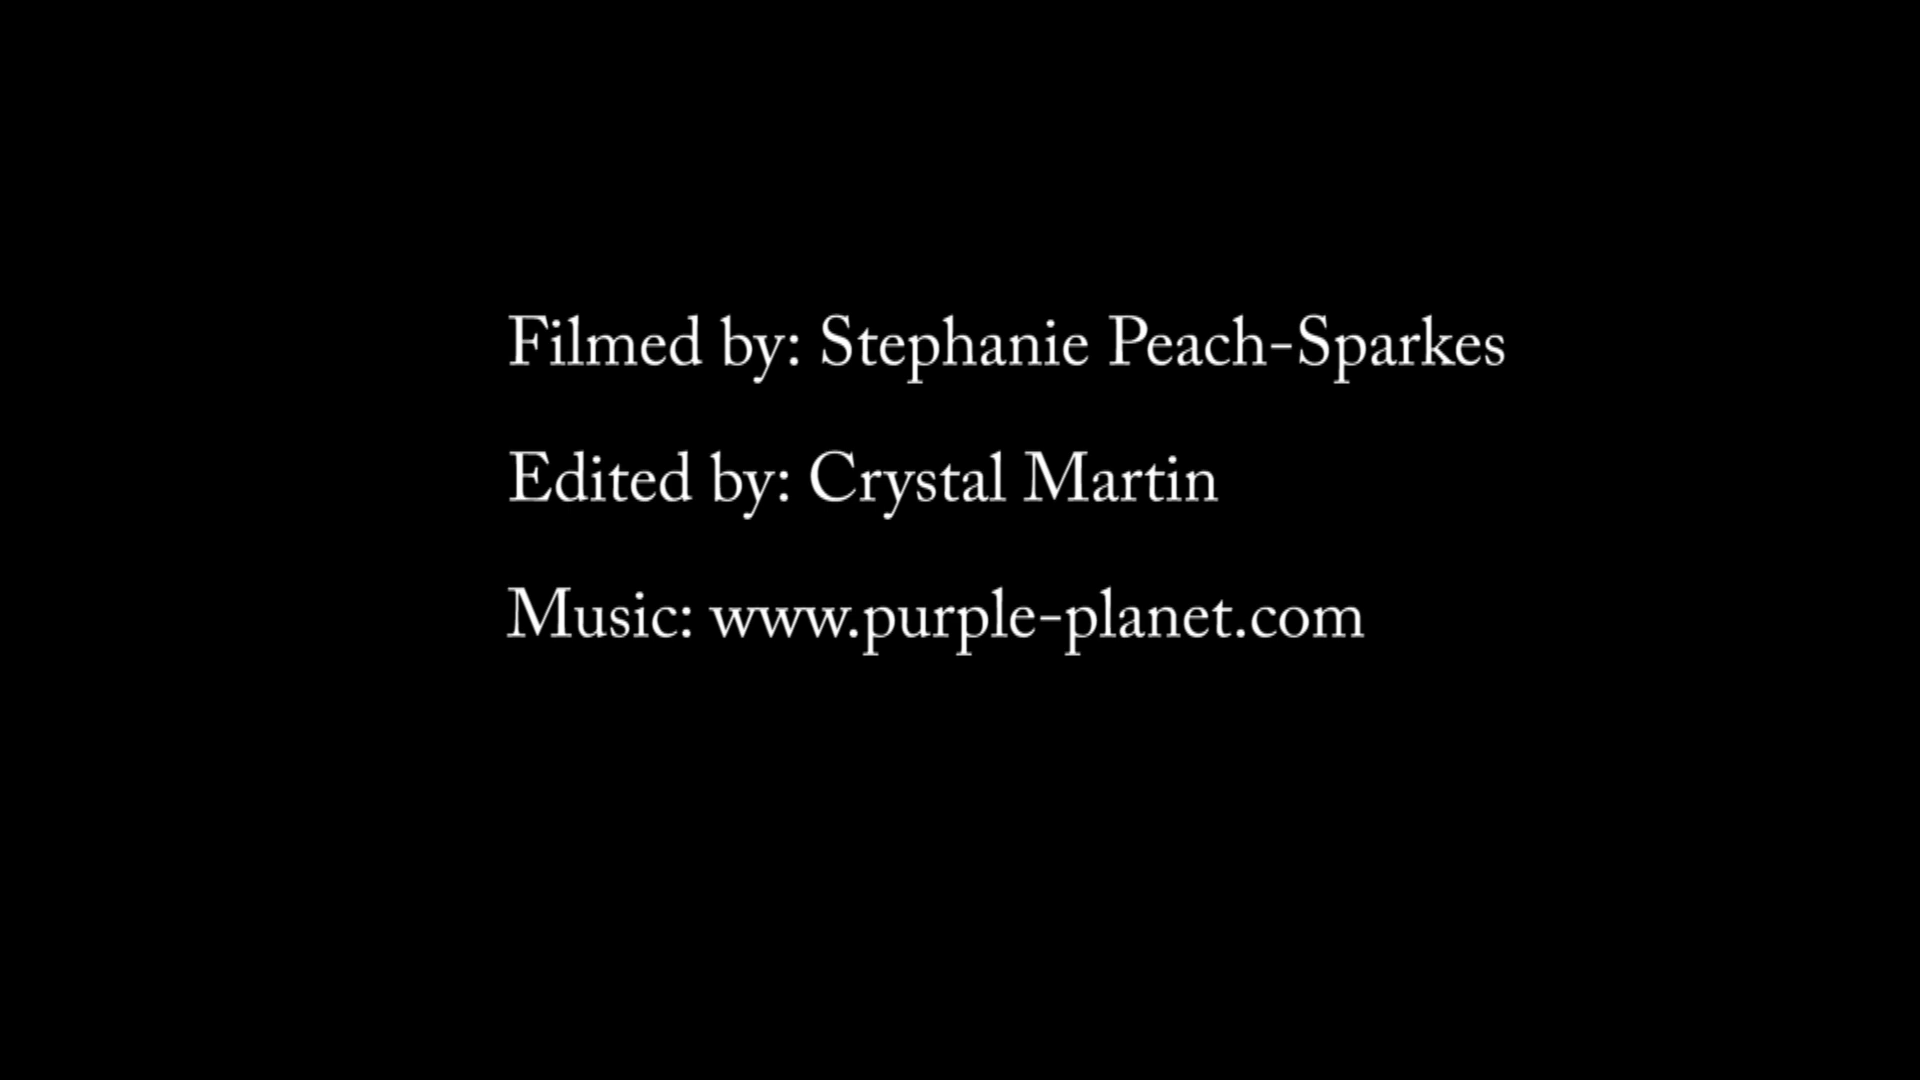 Filmed by: Stephanie Peach-Sparkes
Edited by: Crystal Martin
Music: www.purple-planet.com